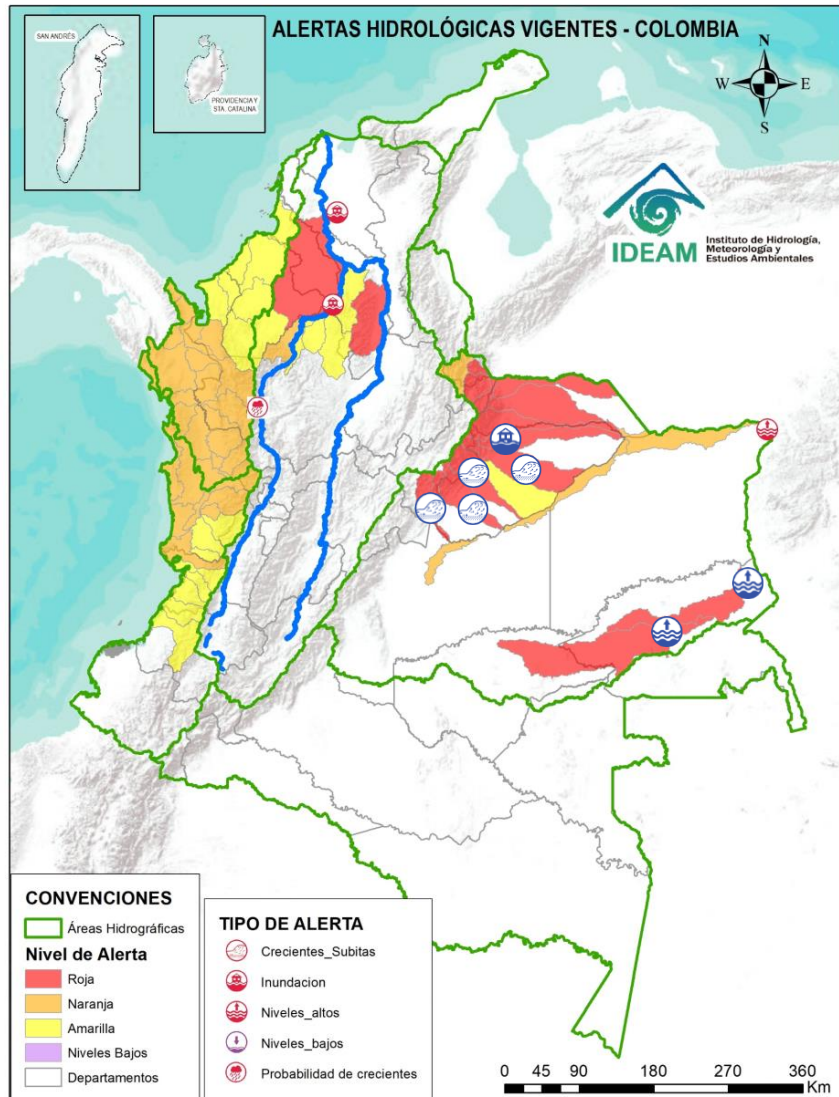 ALERTAS HIDROLÓGICAS VIGENTES - COLOMBIA
SAN ANDRÉS
PROVIDENCIA Y
STA. CATALINA
N
W
E
S
IDEAM
Instituto de Hidrología,
Meteorología y
Estudios Ambientales
CONVENCIONES
Áreas Hidrográficas
Nivel de Alerta
Roja
Naranja
Amarilla
Niveles Bajos
Departamentos
TIPO DE ALERTA
Crecientes_Subitas
Inundacion
Niveles_altos
Niveles_bajos
Probabilidad de crecientes
0 45 90 180 270 360
Km